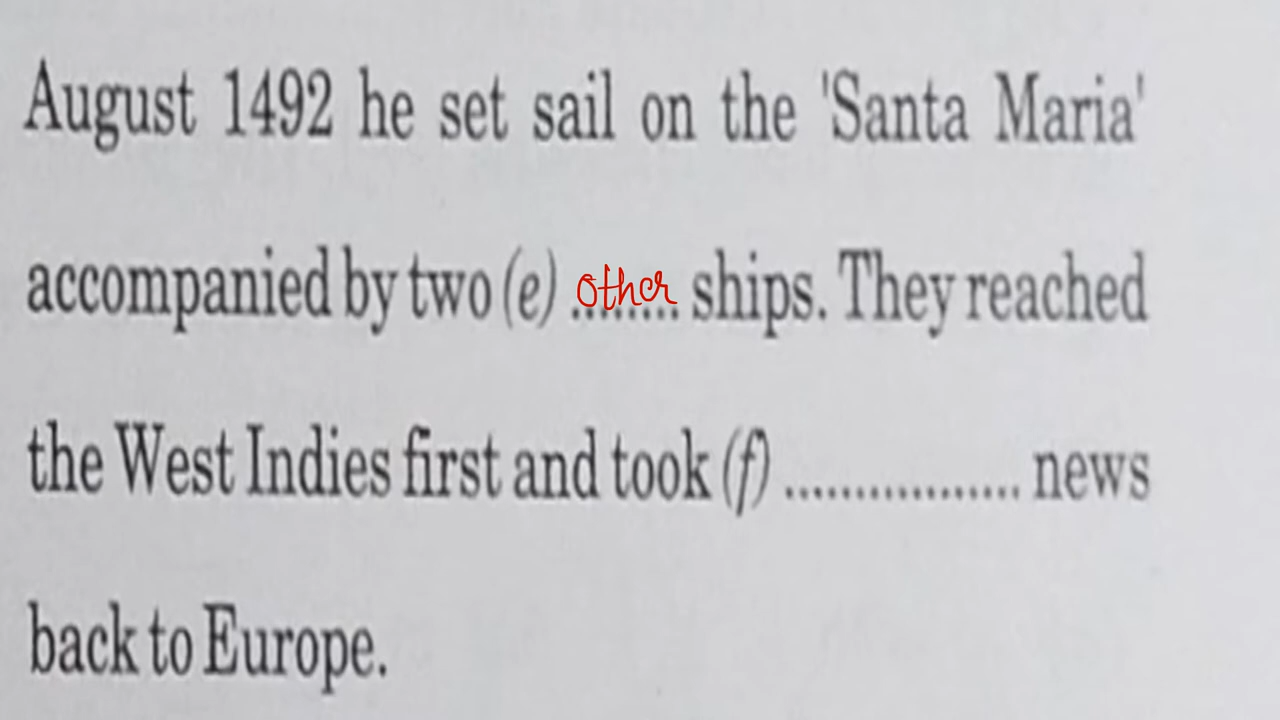 August 1492 he set sail on the 'Santa Maria'
accompanied by two (e) ........ other ships. They reached
the West Indies first and took (f) ................. news
back to Europe.